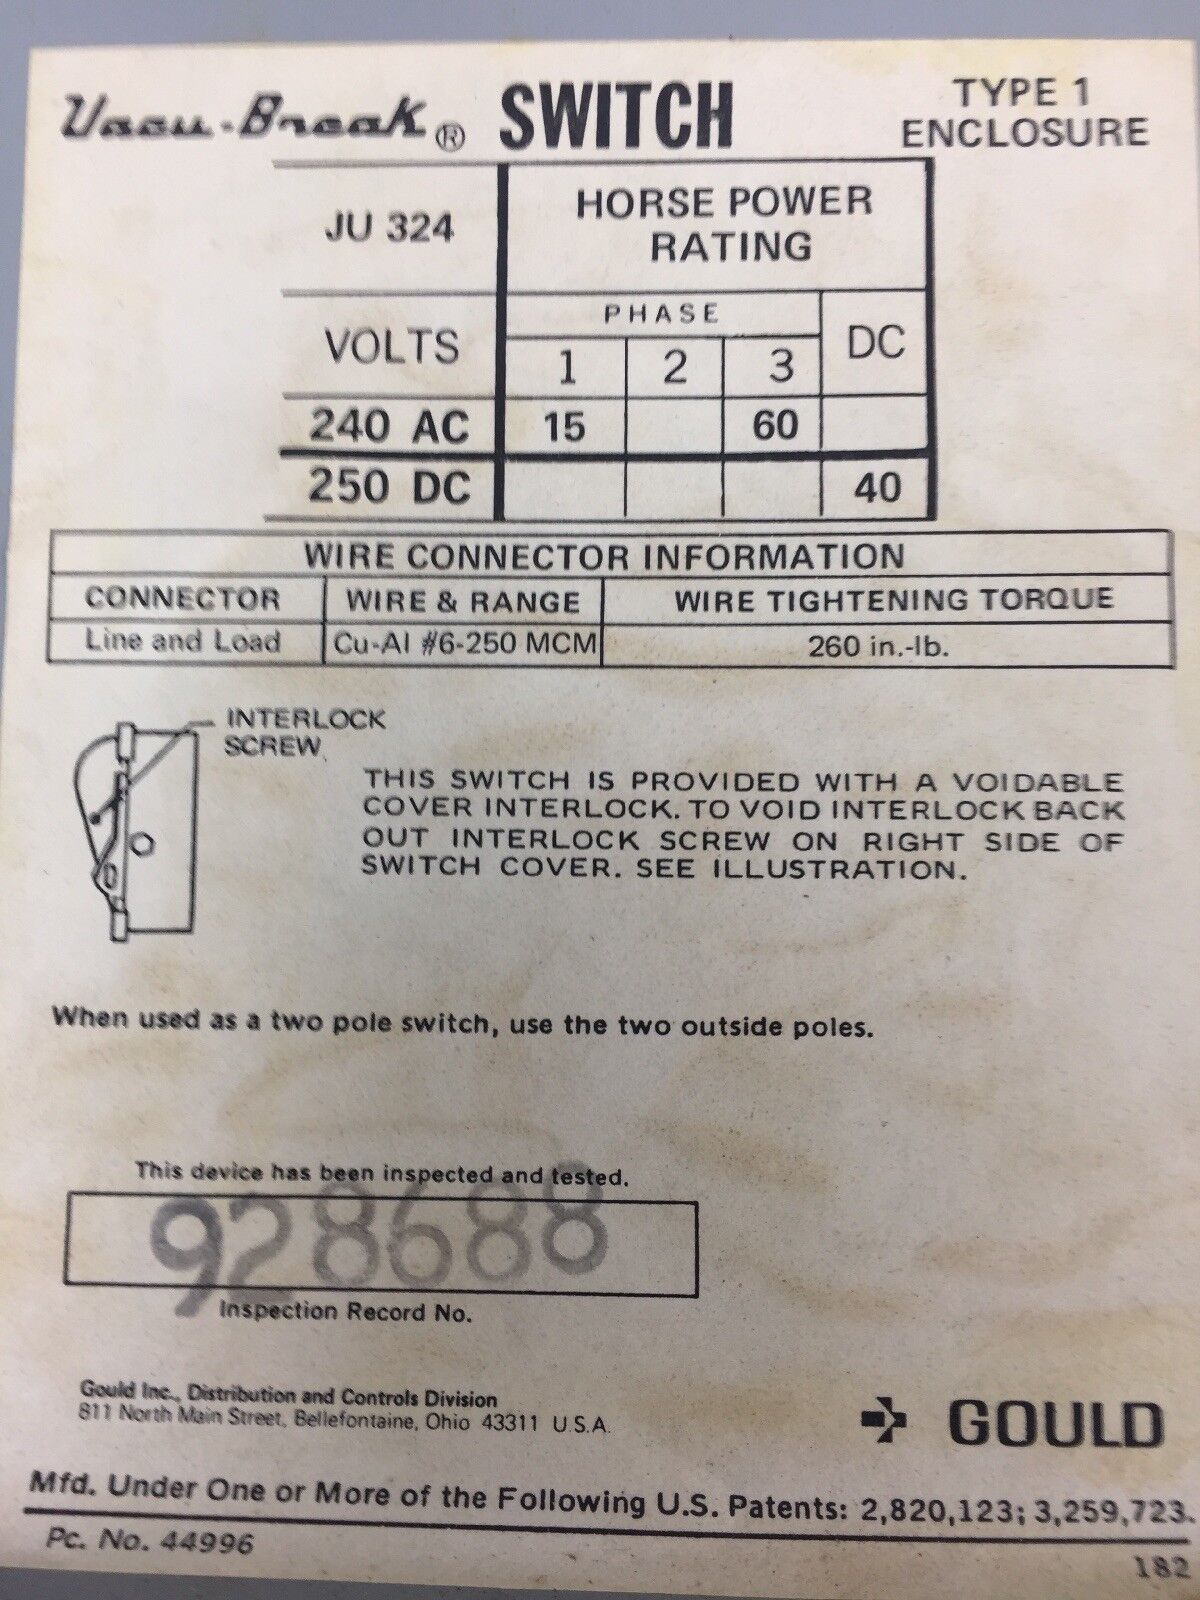 Vacu-Break® SWITCH
TYPE 1
ENCLOSURE
JU 324
HORSE POWER
RATING
VOLTS
PHASE
DC
1 2 3
240 AC 15 60
250 DC 40
WIRE CONNECTOR INFORMATION
CONNECTOR WIRE & RANGE WIRE TIGHTENING TORQUE
Line and Load Cu-Al #6-250 MCM 260 in.-lb.
INTERLOCK
SCREW
THIS SWITCH IS PROVIDED WITH A VOIDABLE
COVER INTERLOCK. TO VOID INTERLOCK BACK
OUT INTERLOCK SCREW ON RIGHT SIDE OF
SWITCH COVER. SEE ILLUSTRATION.
When used as a two pole switch, use the two outside poles.
This device has been inspected and tested.
928688
Inspection Record No.
Gould Inc., Distribution and Controls Division
811 North Main Street, Bellefontaine, Ohio 43311 U.S.A.
GOULD
Mfd. Under One or More of the Following U.S. Patents: 2,820,123; 3,259,723.
Pc. No. 44996
182